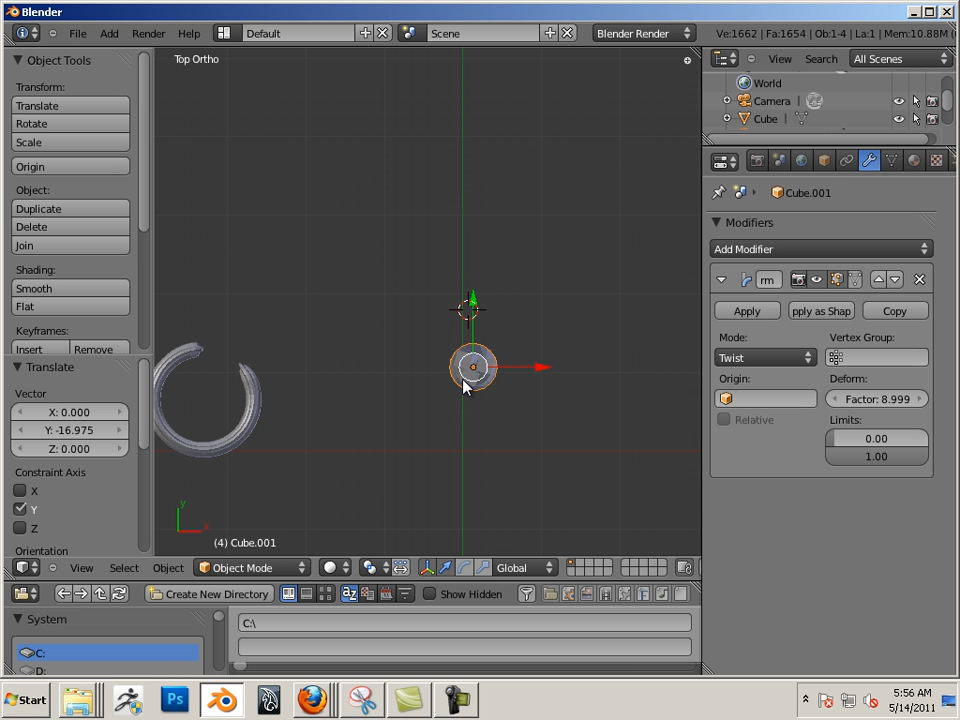 Blender
File Add Render Help Default Scene Blender Render Ve:1662 | Fa:1654 | Ob:1-4 | La:1 | Mem:10.88M
Object Tools
Transform:
Translate
Rotate
Scale
Origin
Object:
Duplicate
Delete
Join
Shading:
Smooth
Flat
Keyframes:
Insert Remove
Translate
Vector
X: 0.000
Y: -16.975
Z: 0.000
Constraint Axis
X
Y
Z
Orientation
Top Ortho
y
x
(4) Cube.001
View Select Object Object Mode Global
Create New Directory Show Hidden
System
C:
D:
C:\
View Search All Scenes
World
Camera
Cube
Cube.001
Modifiers
Add Modifier
rm
Apply pply as Shap Copy
Mode: Vertex Group:
Twist
Origin: Deform:
Factor: 8.999
Relative Limits:
0.00
1.00
Start Ps 5:56 AM
5/14/2011